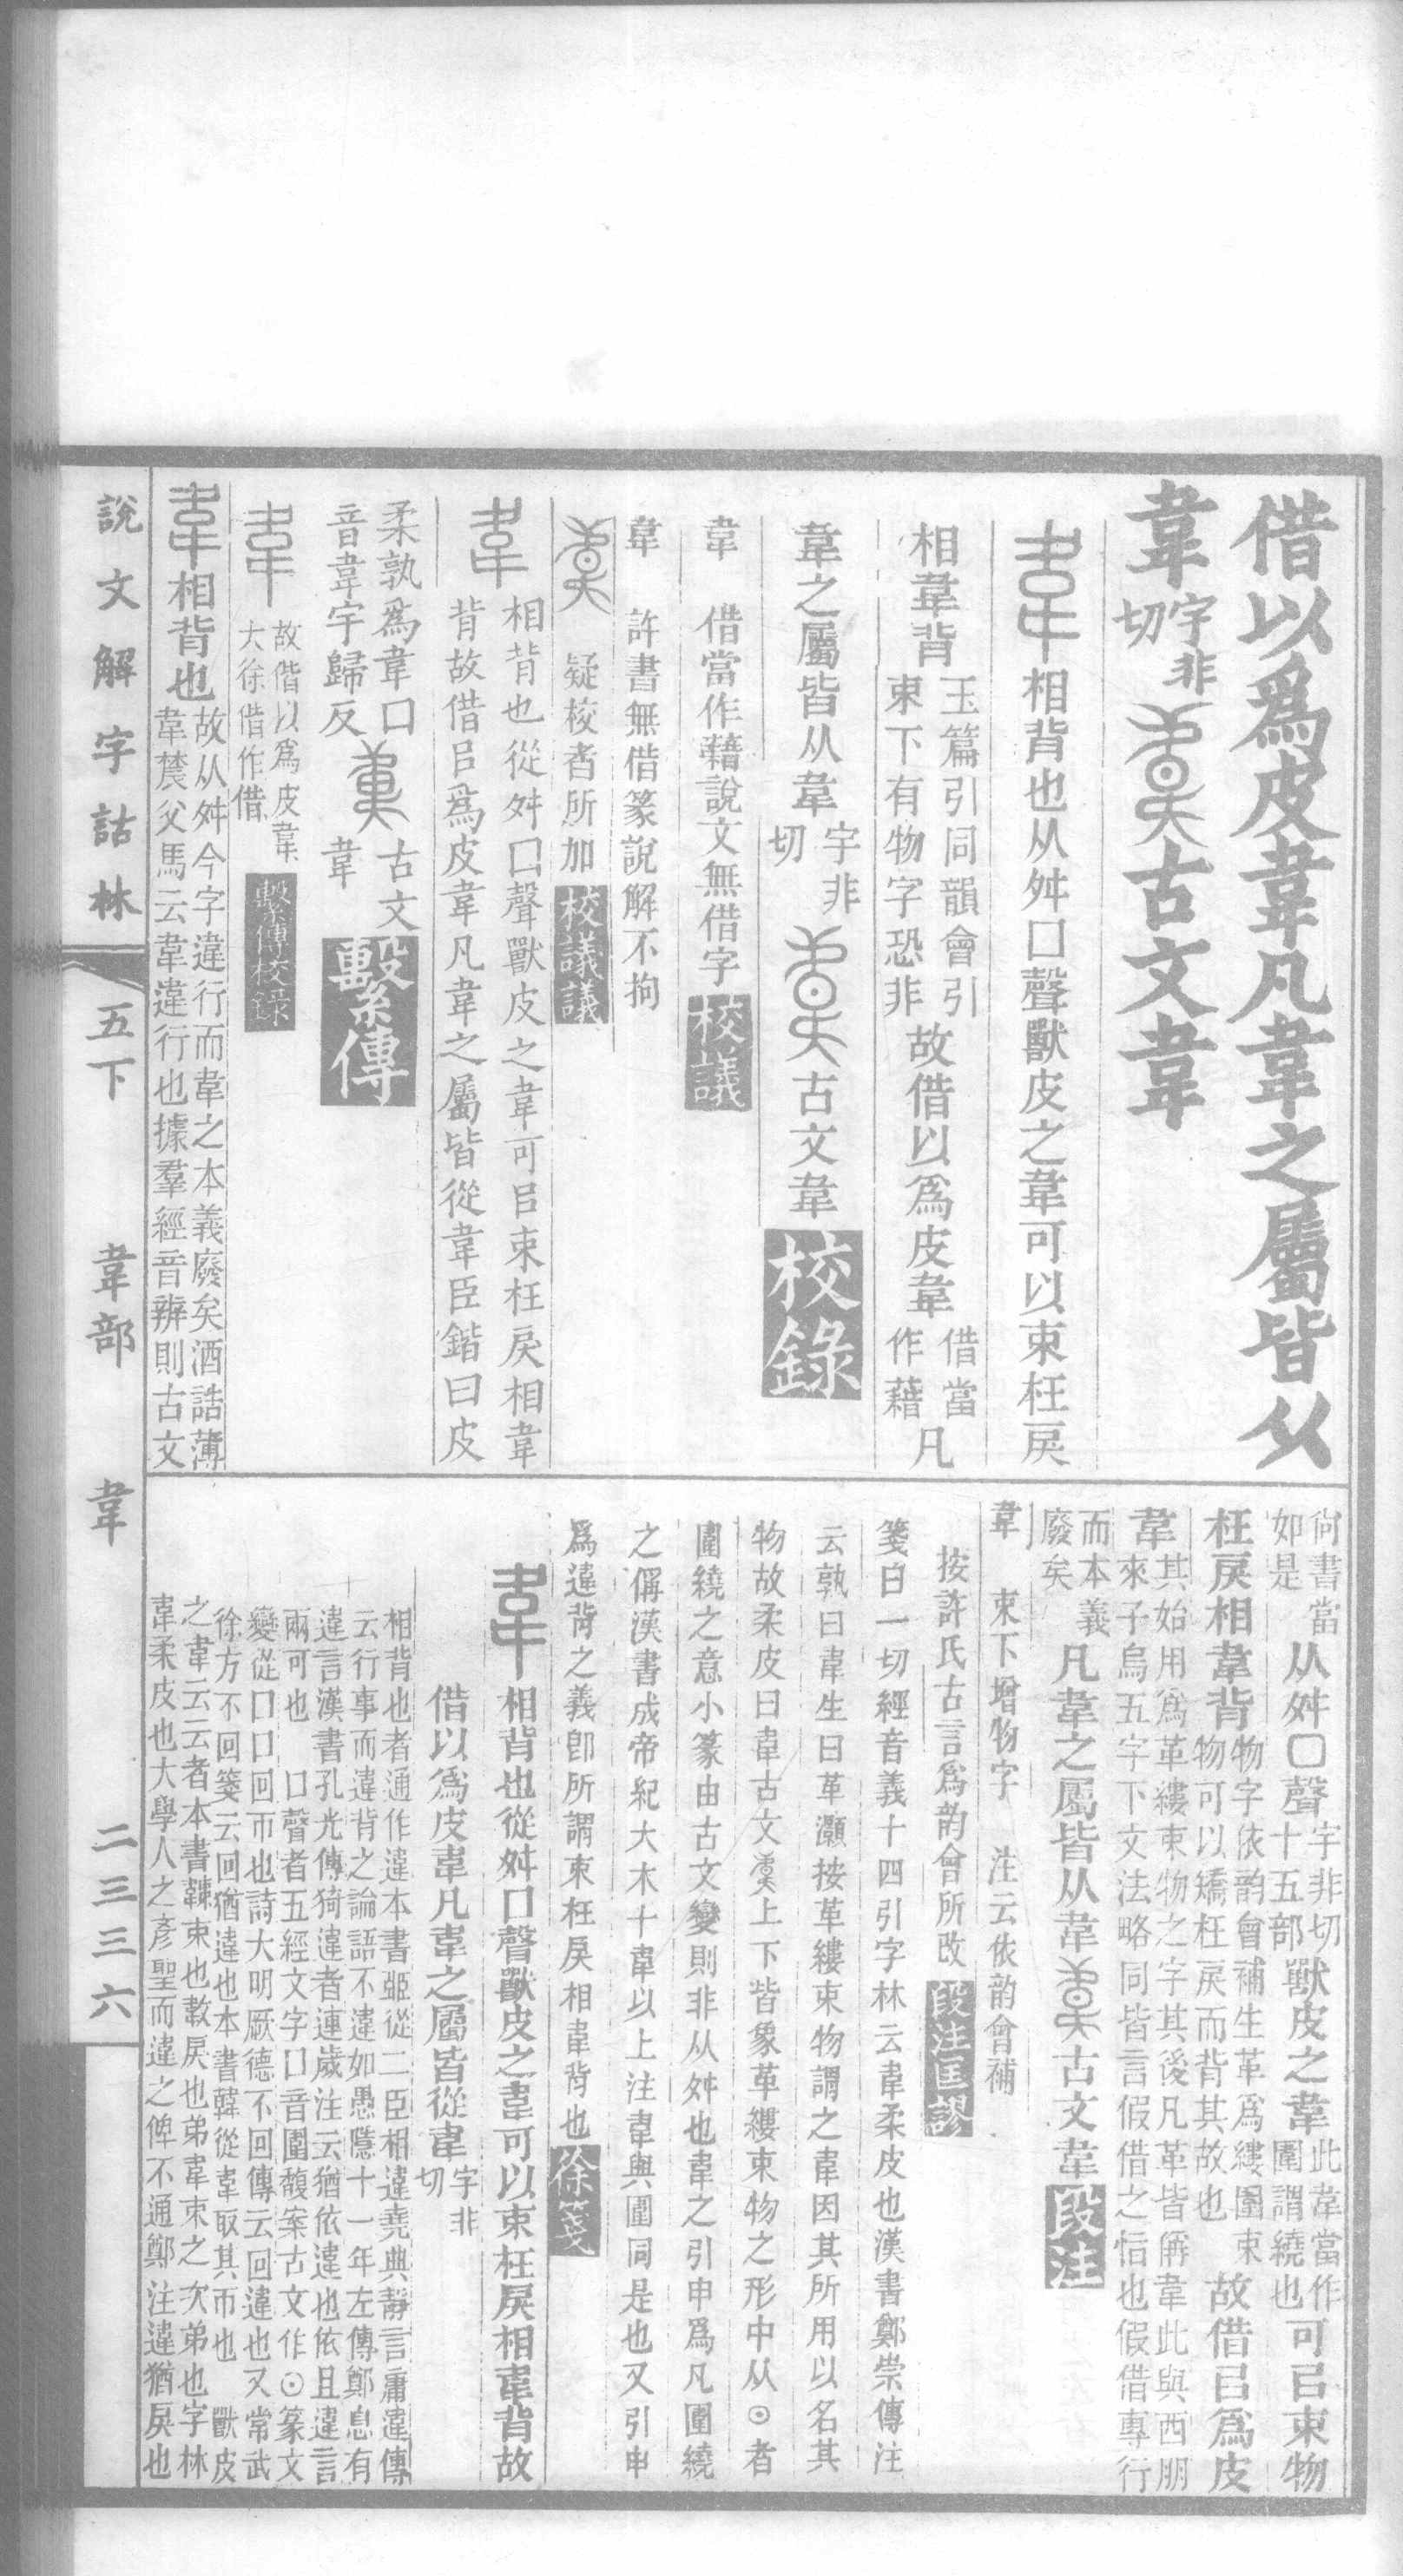 借以爲皮韋凡韋之屬皆从
韋字非切古文韋
相背也从舛囗聲獸皮之韋可以束枉戾
相韋背玉篇引同韻會引束下有物字恐非故借以爲皮韋借當作藉凡
韋之屬皆从韋字非切古文韋校錄
韋 借當作藉說文無借字校議
韋 許書無借篆說解不拘
疑校者所加校議議
相背也從舛囗聲獸皮之韋可㠯束枉戾相韋
背故借㠯爲皮韋凡韋之屬皆從韋臣鍇曰皮
柔孰爲韋囗音韋宇歸反古文韋繫傳
故偕以爲皮韋大徐偕作借繫傳校錄
相背也故从舛今字違行而韋之本義廢矣酒誥薄韋辳父馬云韋違行也據羣經音辨則古文
尙書當如是从舛囗聲字非切十五部獸皮之韋此韋當作圍謂繞也可㠯束物
枉戾相韋背物字依韵會補生革爲縷圍束物可以矯枉戾而背其故也故借㠯爲皮
韋其始用爲革縷束物之字其後凡革皆偁韋此與西朋來子烏五字下文法略同皆言假借之恉也假借專行
而本義廢矣凡韋之屬皆从韋古文韋段注
韋 束下增物字 注云依韵會補
按許氏古言爲韵會所改段注匡謬
箋曰一切經音義十四引字林云韋柔皮也漢書鄭崇傳注
云孰曰韋生曰革灝按革縷束物謂之韋因其所用以名其
物故柔皮曰韋古文上下皆象革縷束物之形中从⊙者
圍繞之意小篆由古文變則非从舛也韋之引申爲凡圍繞
之偁漢書成帝紀大木十韋以上注韋與圍同是也又引申
爲違背之義卽所謂束枉戾相韋背也徐箋
相背也從舛囗聲獸皮之韋可以束枉戾相韋背故
借以爲皮韋凡韋之屬皆從韋字非切
相背也者通作違本書𦣞從二臣相違堯典靜言庸違傳
云行事而違背之論語不違如愚隱十一年左傳鄭息有
違言漢書孔光傳猗違者連歲注云猶依違也依且違言
兩可也 囗聲者五經文字囗音圍馥案古文作⊙篆文
變從囗囗回帀也詩大明厥德不回傳云回違也又常武
徐方不回箋云回猶違也本書韓從韋取其帀也 獸皮
之韋云云者本書韎束也𢾭戾也弟韋束之次弟也字林
韋柔皮也大學人之彥聖而違之俾不通鄭注違猶戾也
說文解字詁林 五下 韋部 韋 二三三六